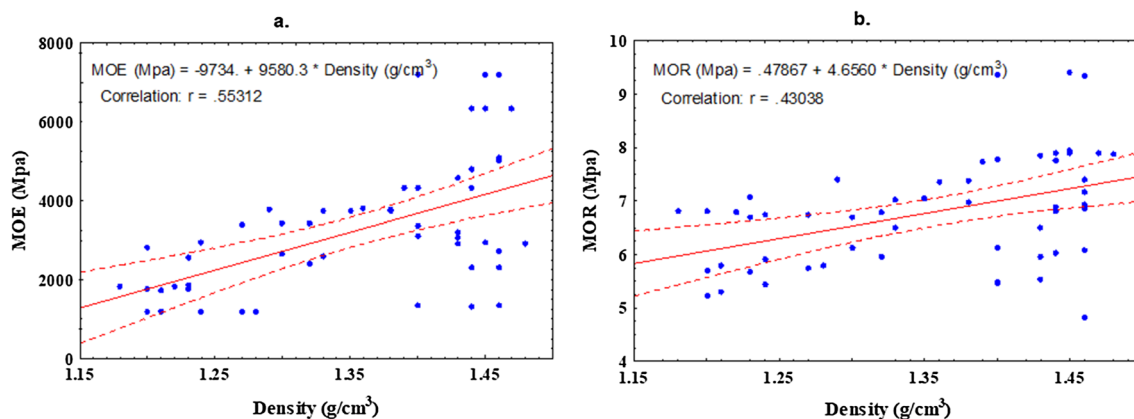 a.
MOE (Mpa) = -9734. + 9580.3 * Density (g/cm³)
Correlation: r = .55312
8000
6000
4000
2000
0
MOE (Mpa)
1.15
1.25
1.35
1.45
Density (g/cm³)
b.
MOR (Mpa) = .47867 + 4.6560 * Density (g/cm³)
Correlation: r = .43038
10
9
8
7
6
5
4
MOR (Mpa)
1.15
1.25
1.35
1.45
Density (g/cm³)